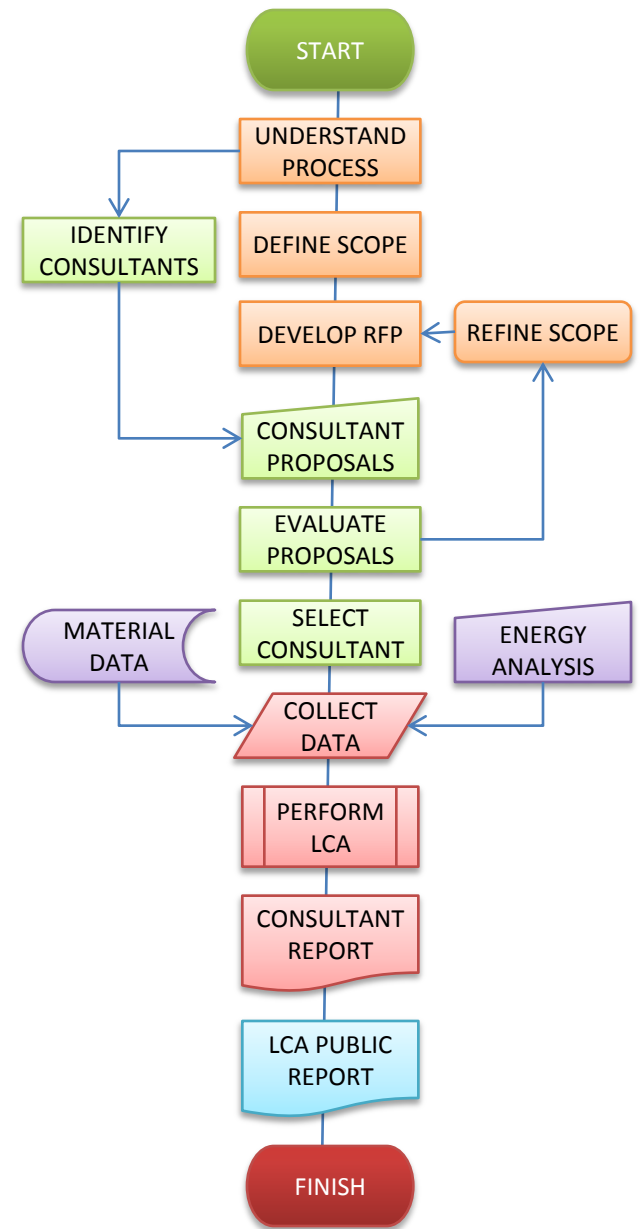 START
UNDERSTAND
PROCESS
IDENTIFY
CONSULTANTS
DEFINE SCOPE
DEVELOP RFP
REFINE SCOPE
CONSULTANT
PROPOSALS
EVALUATE
PROPOSALS
MATERIAL
DATA
SELECT
CONSULTANT
ENERGY
ANALYSIS
COLLECT
DATA
PERFORM
LCA
CONSULTANT
REPORT
LCA PUBLIC
REPORT
FINISH